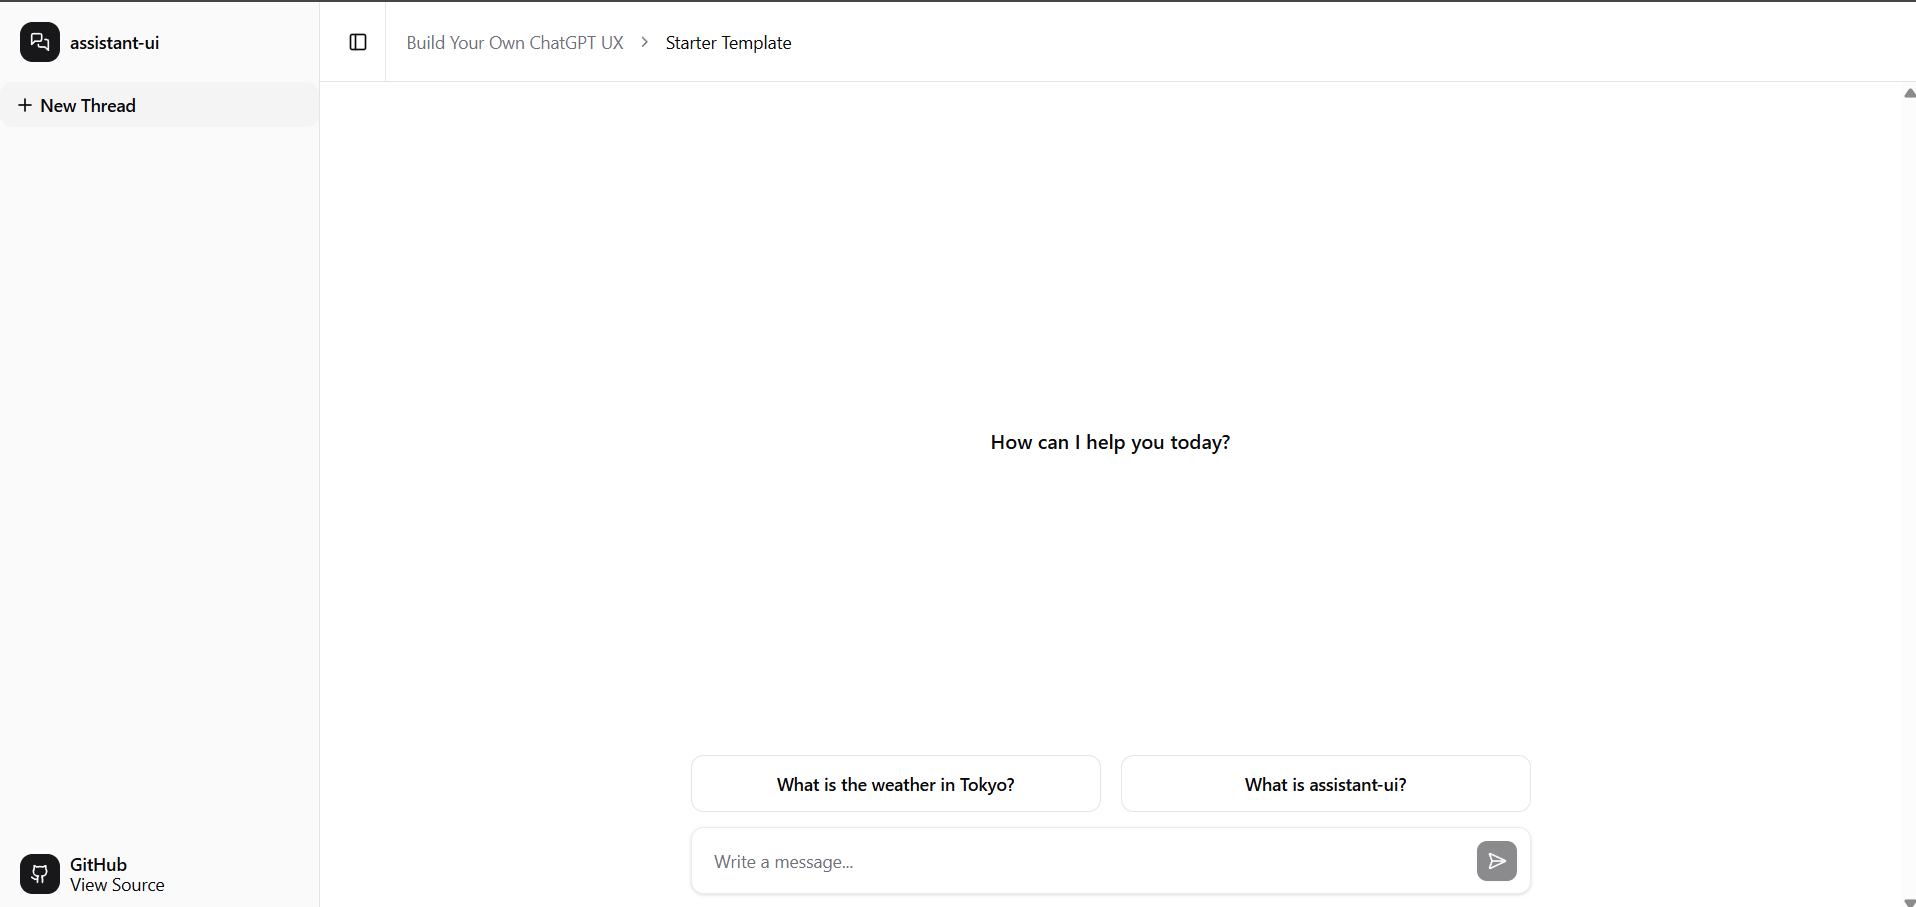 assistant-ui
New Thread
Build Your Own ChatGPT UX
Starter Template
How can I help you today?
What is the weather in Tokyo?
What is assistant-ui?
Write a message...
GitHub
View Source